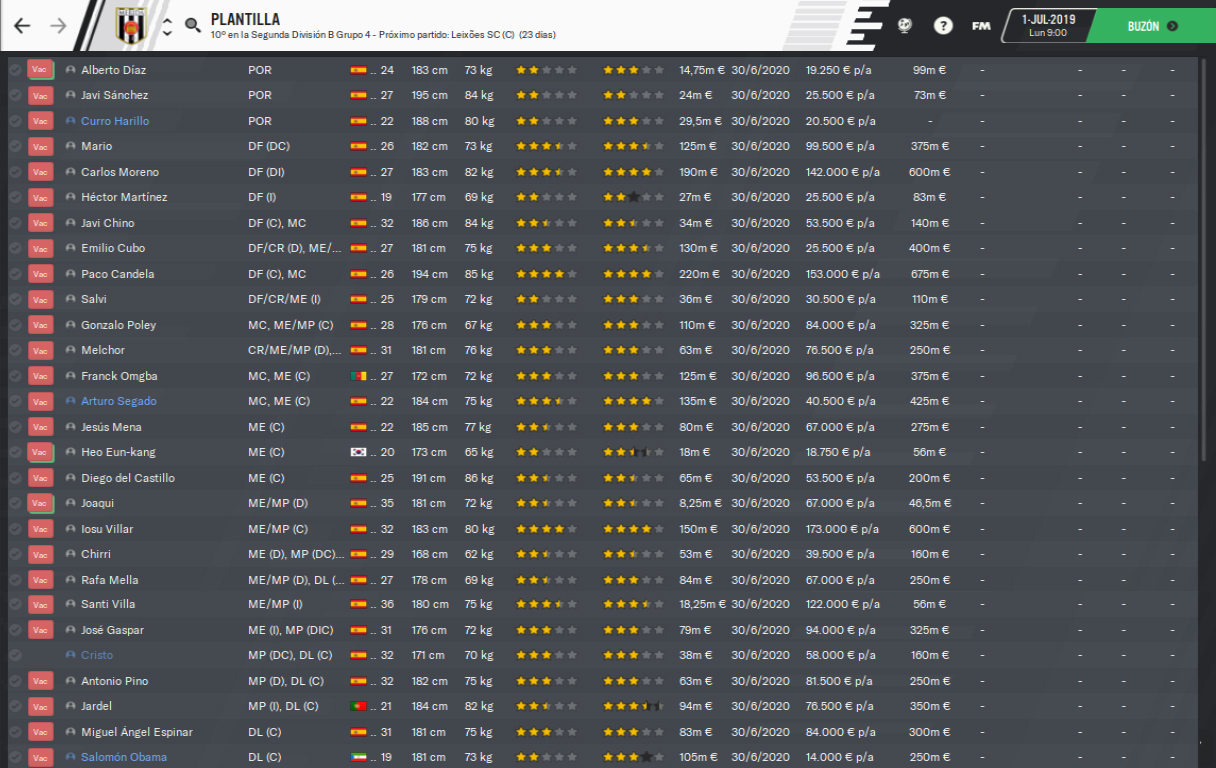 PLANTILLA
10º en la Segunda División B Grupo 4 - Próximo partido: Leixões SC (C) (23 días)
? FM 1-JUL-2019
Lun 9:00
BUZÓN
Vac Alberto Díaz POR .. 24 183 cm 73 kg 14,75m € 30/6/2020 19.250 € p/a 99m € - - - -
Vac Javi Sánchez POR .. 27 195 cm 84 kg 24m € 30/6/2020 25.500 € p/a 73m € - - - -
Vac Curro Harillo POR .. 22 188 cm 80 kg 29,5m € 30/6/2020 20.500 € p/a - - - - -
Vac Mario DF (DC) .. 26 182 cm 73 kg 125m € 30/6/2020 99.500 € p/a 375m € - - - -
Vac Carlos Moreno DF (DI) .. 27 183 cm 82 kg 190m € 30/6/2020 142.000 € p/a 600m € - - - -
Vac Héctor Martínez DF (I) .. 19 177 cm 69 kg 27m € 30/6/2020 25.500 € p/a 83m € - - - -
Vac Javi Chino DF (C), MC .. 32 186 cm 84 kg 34m € 30/6/2020 53.500 € p/a 140m € - - - -
Vac Emilio Cubo DF/CR (D), ME/... .. 27 181 cm 75 kg 130m € 30/6/2020 25.500 € p/a 400m € - - - -
Vac Paco Candela DF (C), MC .. 26 194 cm 85 kg 220m € 30/6/2020 153.000 € p/a 675m € - - - -
Vac Salvi DF/CR/ME (I) .. 25 179 cm 72 kg 36m € 30/6/2020 30.500 € p/a 110m € - - - -
Vac Gonzalo Poley MC, ME/MP (C) .. 28 176 cm 67 kg 110m € 30/6/2020 84.000 € p/a 325m € - - - -
Vac Melchor CR/ME/MP (D),... .. 31 181 cm 76 kg 63m € 30/6/2020 76.500 € p/a 250m € - - - -
Vac Franck Omgba MC, ME (C) .. 27 172 cm 72 kg 125m € 30/6/2020 96.500 € p/a 375m € - - - -
Vac Arturo Segado MC, ME (C) .. 22 184 cm 75 kg 135m € 30/6/2020 40.500 € p/a 425m € - - - -
Vac Jesús Mena ME (C) .. 22 185 cm 77 kg 80m € 30/6/2020 67.000 € p/a 275m € - - - -
Vac Heo Eun-kang ME (C) .. 20 173 cm 65 kg 18m € 30/6/2020 18.750 € p/a 56m € - - - -
Vac Diego del Castillo ME (C) .. 25 191 cm 86 kg 65m € 30/6/2020 53.500 € p/a 200m € - - - -
Vac Joaqui ME/MP (D) .. 35 181 cm 72 kg 8,25m € 30/6/2020 67.000 € p/a 46,5m € - - - -
Vac Iosu Villar ME/MP (C) .. 32 183 cm 80 kg 150m € 30/6/2020 173.000 € p/a 600m € - - - -
Vac Chirri ME (D), MP (DC)... .. 29 168 cm 62 kg 53m € 30/6/2020 39.500 € p/a 160m € - - - -
Vac Rafa Mella ME/MP (D), DL (... .. 27 178 cm 69 kg 84m € 30/6/2020 67.000 € p/a 250m € - - - -
Vac Santi Villa ME/MP (I) .. 36 180 cm 75 kg 18,25m € 30/6/2020 122.000 € p/a 56m € - - - -
Vac José Gaspar ME (I), MP (DIC) .. 31 176 cm 72 kg 79m € 30/6/2020 94.000 € p/a 325m € - - - -
Cristo MP (DC), DL (C) .. 32 171 cm 70 kg 38m € 30/6/2020 58.000 € p/a 160m € - - - -
Vac Antonio Pino MP (D), DL (C) .. 32 182 cm 75 kg 63m € 30/6/2020 81.500 € p/a 250m € - - - -
Vac Jardel MP (I), DL (C) .. 21 184 cm 82 kg 94m € 30/6/2020 76.500 € p/a 350m € - - - -
Vac Miguel Ángel Espinar DL (C) .. 31 181 cm 75 kg 83m € 30/6/2020 84.000 € p/a 300m € - - - -
Vac Salomón Obama DL (C) .. 19 181 cm 73 kg 105m € 30/6/2020 14.000 € p/a 250m € - - - -